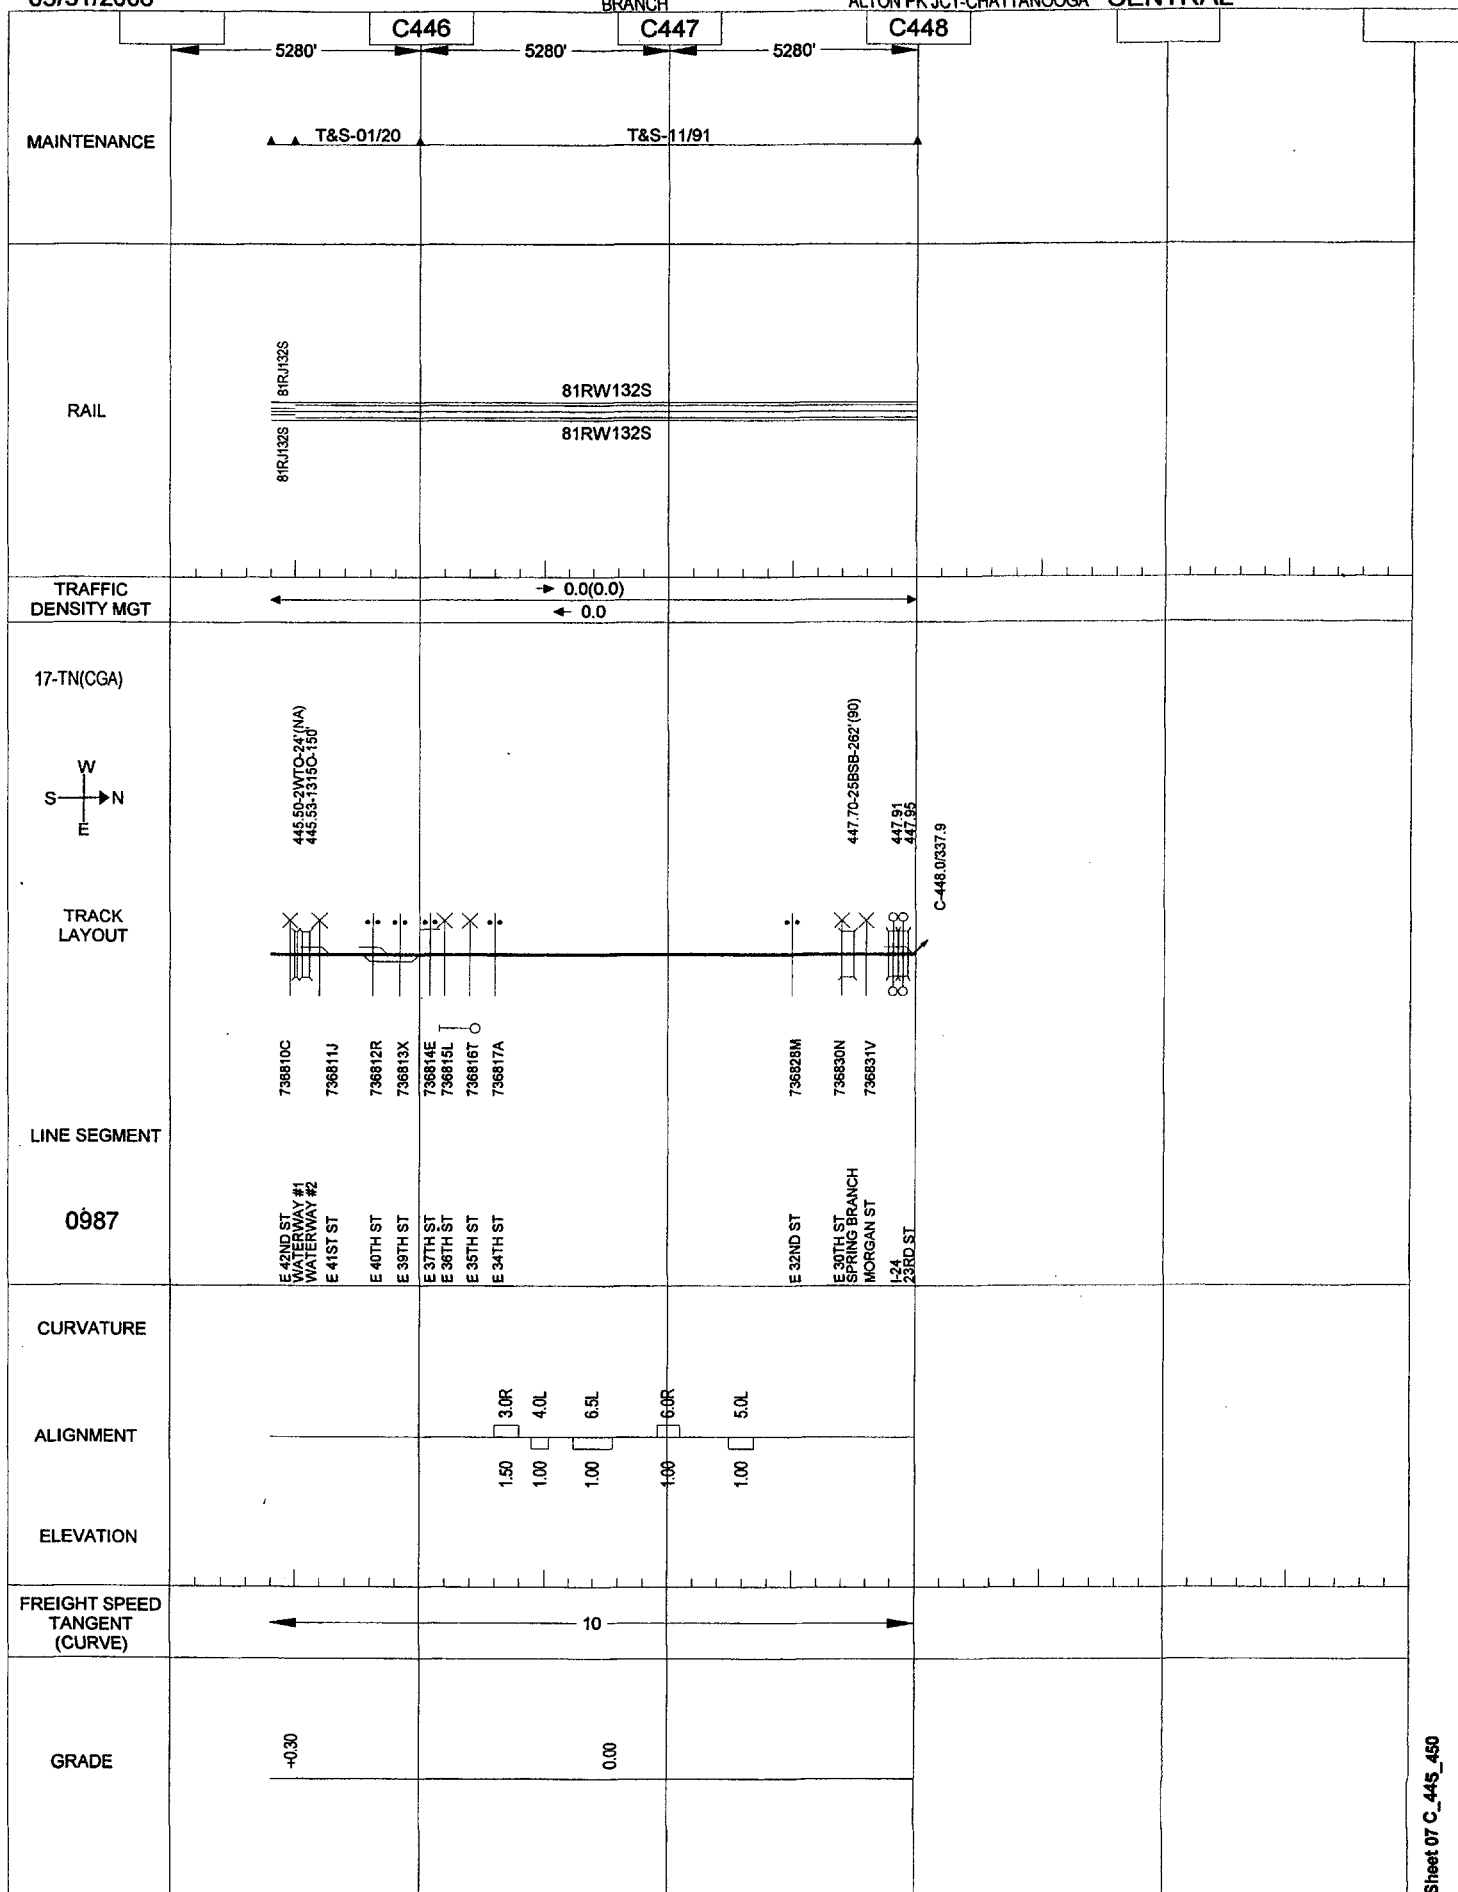 BRANCH
ALTON PK JCT-CHATTANOOGA CENTRAL
C446 C447 C448
5280' 5280' 5280'
MAINTENANCE
T&S-01/20 T&S-11/91
RAIL
81RJ132S
81RJ132S
81RW132S
81RW132S
TRAFFIC
DENSITY MGT
0.0(0.0)
0.0
17-TN(CGA)
W
S N
E
445.50-2WTO-24'(NA)
445.53-1315O-150'
447.70-25BSB-262'(90)
447.91
447.95
C-448.0/337.9
TRACK
LAYOUT
736810C
736811J
736812R
736813X
736814E
736815L
736816T
736817A
736828M
736830N
736831V
LINE SEGMENT
0987
E 42ND ST
WATERWAY #1
WATERWAY #2
E 41ST ST
E 40TH ST
E 39TH ST
E 37TH ST
E 36TH ST
E 35TH ST
E 34TH ST
E 32ND ST
E 30TH ST
SPRING BRANCH
MORGAN ST
I-24
23RD ST
CURVATURE
ALIGNMENT
3.0R 4.0L 6.5L 6.0R 5.0L
1.50 1.00 1.00 1.00 1.00
ELEVATION
FREIGHT SPEED
TANGENT
(CURVE)
10
GRADE
+0.30
0.00
Sheet 07 C_445_450